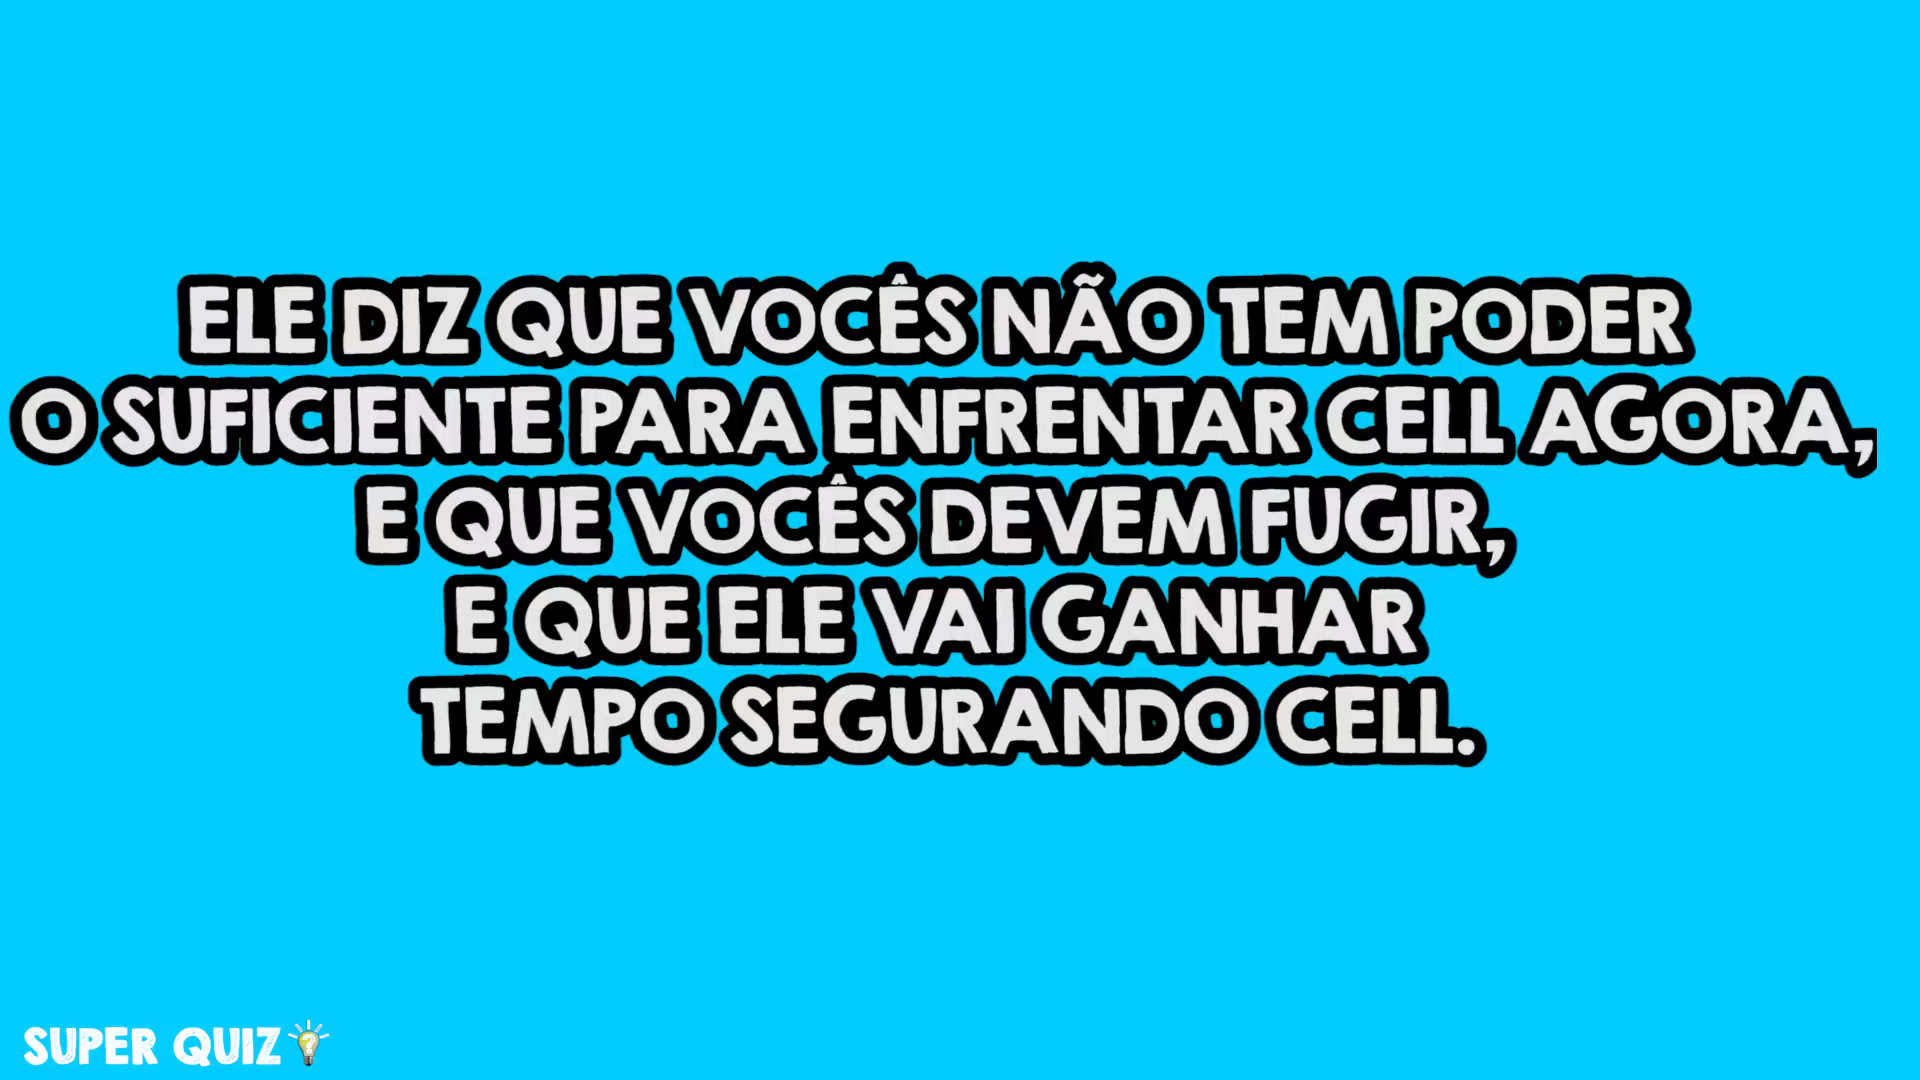 ELE DIZ QUE VOCÊS NÃO TEM PODER
O SUFICIENTE PARA ENFRENTAR CELL AGORA,
E QUE VOCÊS DEVEM FUGIR,
E QUE ELE VAI GANHAR
TEMPO SEGURANDO CELL.
SUPER QUIZ